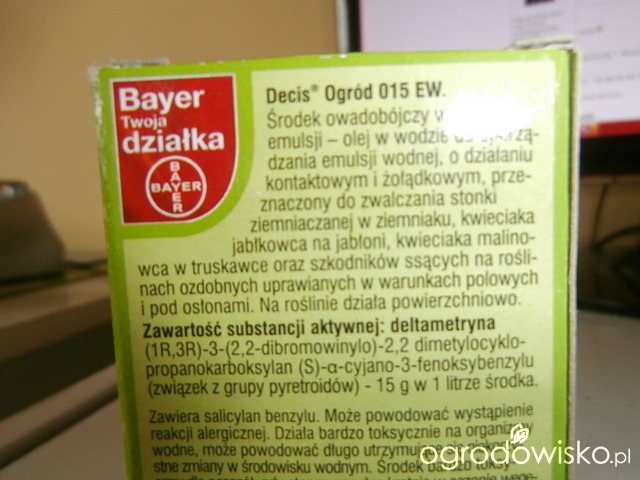 Bayer
Twoja
działka
BAYER
BAYER
Decis® Ogród 015 EW.
Środek owadobójczy w
emulsji – olej w wodzie do sporzą-
dzania emulsji wodnej, o działaniu
kontaktowym i żołądkowym, prze-
znaczony do zwalczania stonki
ziemniaczanej w ziemniaku, kwieciaka
jabłkowca na jabłoni, kwieciaka malino-
wca w truskawce oraz szkodników ssących na rośli-
nach ozdobnych uprawianych w warunkach polowych
i pod osłonami. Na roślinie działa powierzchniowo.
Zawartość substancji aktywnej: deltametryna
(1R,3R)-3-(2,2-dibromowinylo)-2,2 dimetylocyklo-
propanokarboksylan (S)-α-cyjano-3-fenoksybenzylu
(związek z grupy pyretroidów) - 15 g w 1 litrze środka.
Zawiera salicylan benzylu. Może powodować wystąpienie
reakcji alergicznej. Działa bardzo toksycznie na organizmy
wodne, może powodować długo utrzymujące się niekorzy-
stne zmiany w środowisku wodnym. Środek bardzo toksy-
ogrodowisko.pl